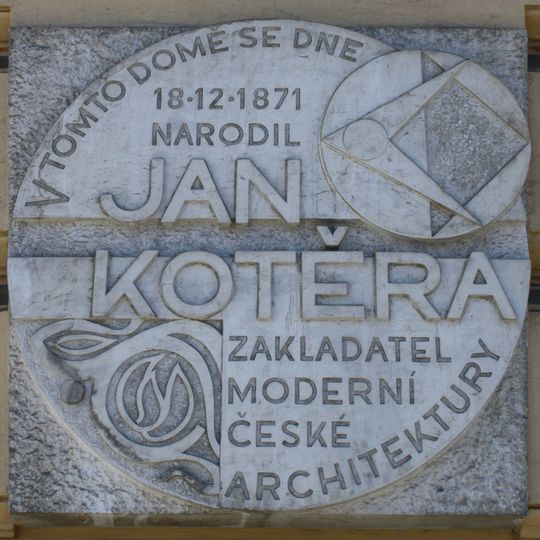 V TOMTO DOMĚ SE DNE
18·12·1871
NARODIL
JAN
KOTĚRA
ZAKLADATEL
MODERNÍ
ČESKÉ
ARCHITEKTURY